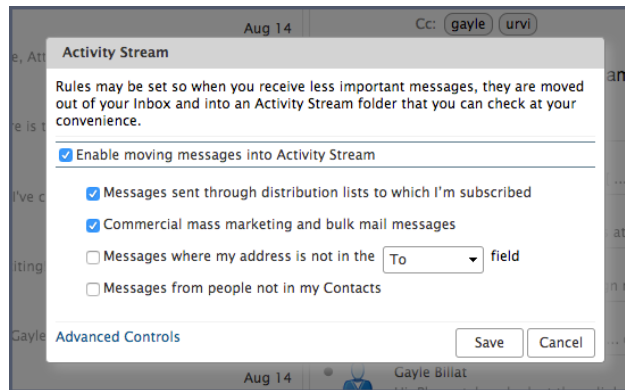 Aug 14
Cc: gayle urvi
e, Att
Activity Stream
Rules may be set so when you receive less important messages, they are moved
out of your Inbox and into an Activity Stream folder that you can check at your
convenience.
Enable moving messages into Activity Stream
Messages sent through distribution lists to which I'm subscribed
Commercial mass marketing and bulk mail messages
Messages where my address is not in the To field
Messages from people not in my Contacts
Advanced Controls Save Cancel
Gayle
Aug 14 Gayle Billat